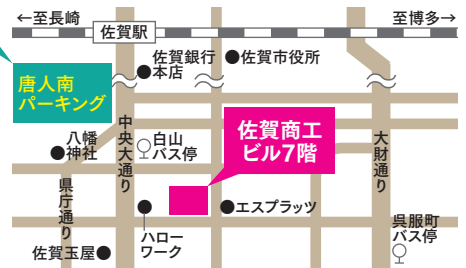 ←至長崎
至博多→
佐賀駅
佐賀銀行
本店
佐賀市役所
唐人南
パーキング
中央大通り
八幡
神社
白山
バス停
佐賀商工
ビル7階
大財通り
県庁通り
エスプラッツ
ハロー
ワーク
呉服町
バス停
佐賀玉屋